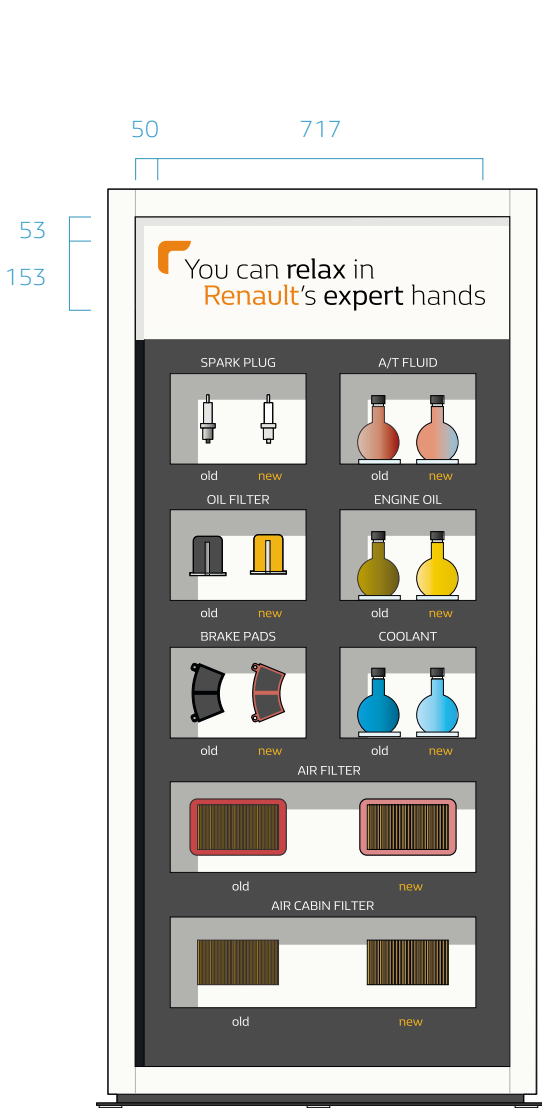 50 717
53
153
You can relax in
Renault's expert hands
SPARK PLUG A/T FLUID
old new old new
OIL FILTER ENGINE OIL
old new old new
BRAKE PADS COOLANT
old new old new
AIR FILTER
old new
AIR CABIN FILTER
old new